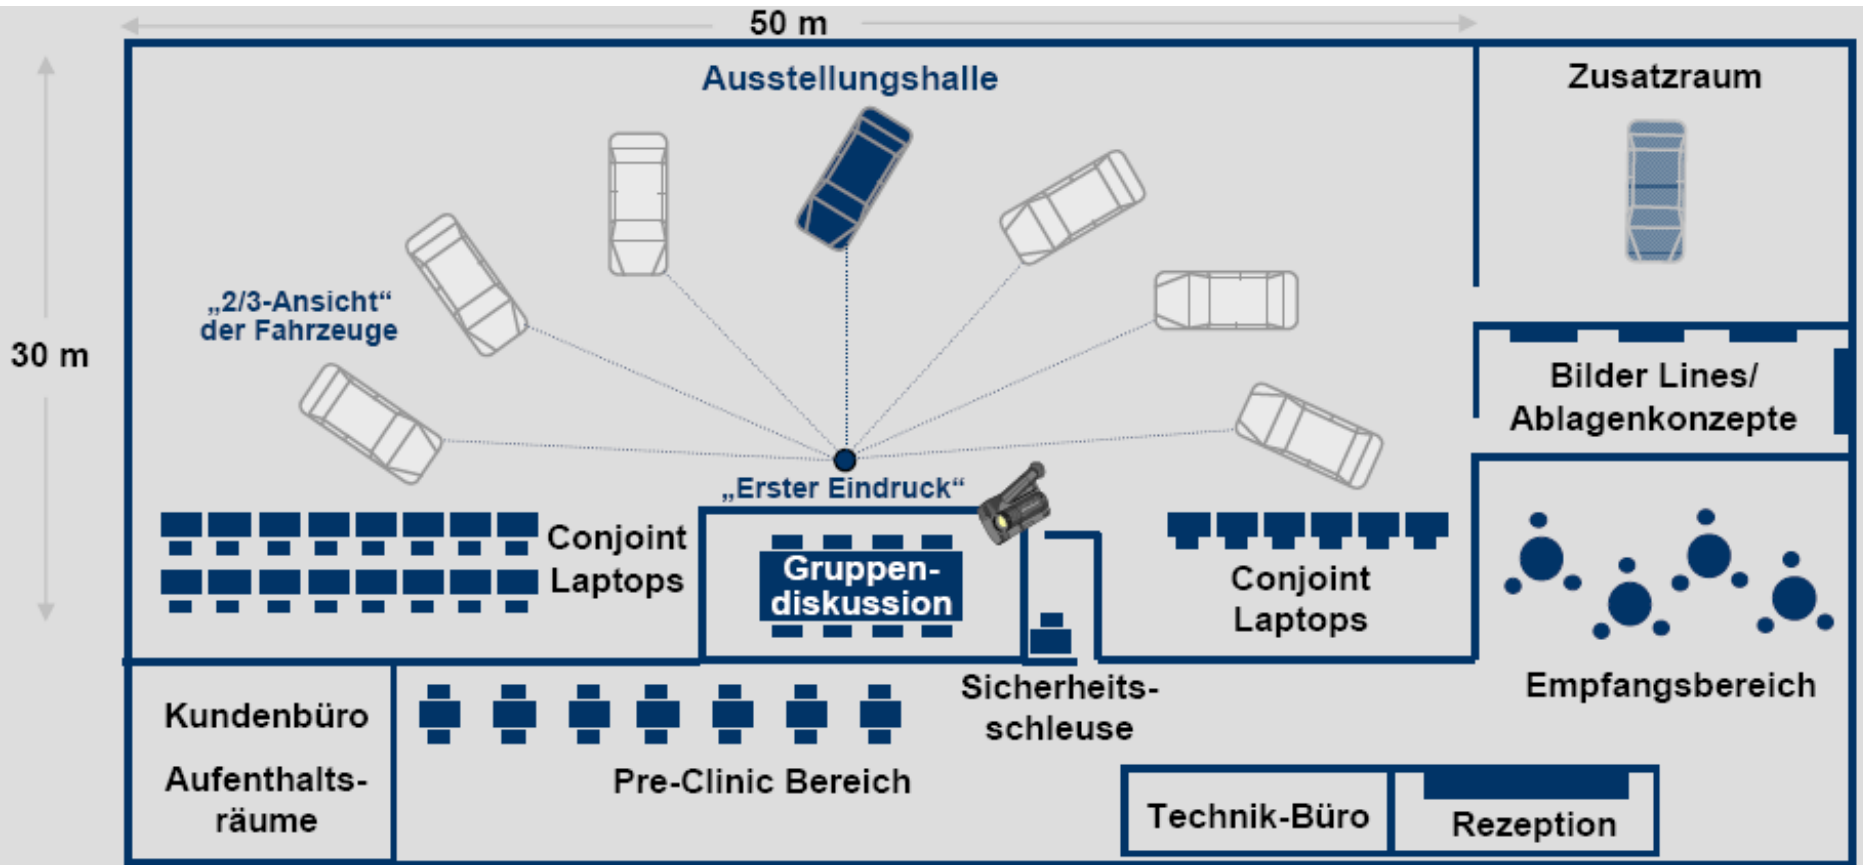 50 m
Ausstellungshalle
Zusatzraum
„2/3-Ansicht“
der Fahrzeuge
30 m
Bilder Lines/
Ablagenkonzepte
„Erster Eindruck“
Conjoint
Laptops
Gruppen-
diskussion
Conjoint
Laptops
Empfangsbereich
Sicherheits-
schleuse
Kundenbüro
Aufenthalts-
räume
Pre-Clinic Bereich
Technik-Büro
Rezeption